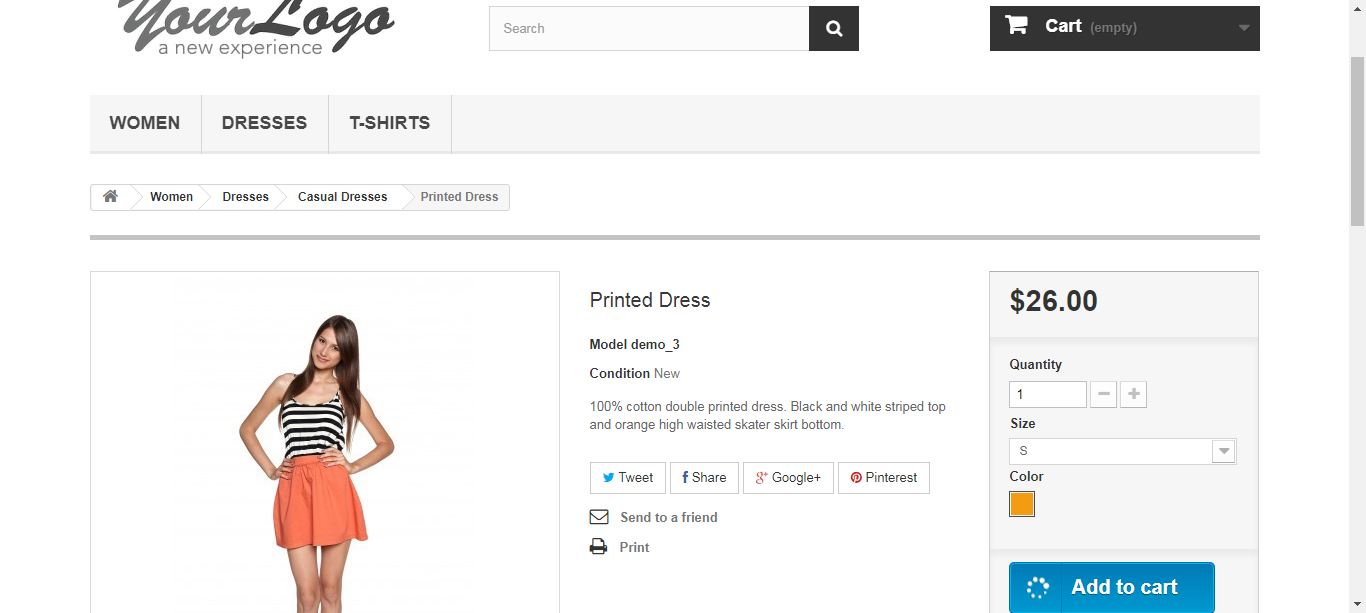 YourLogo
a new experience
Search
Cart (empty)
WOMEN DRESSES T-SHIRTS
Women Dresses Casual Dresses Printed Dress
Printed Dress
Model demo_3
Condition New
100% cotton double printed dress. Black and white striped top
and orange high waisted skater skirt bottom.
Tweet Share Google+ Pinterest
Send to a friend
Print
$26.00
Quantity
1
Size
S
Color
Add to cart